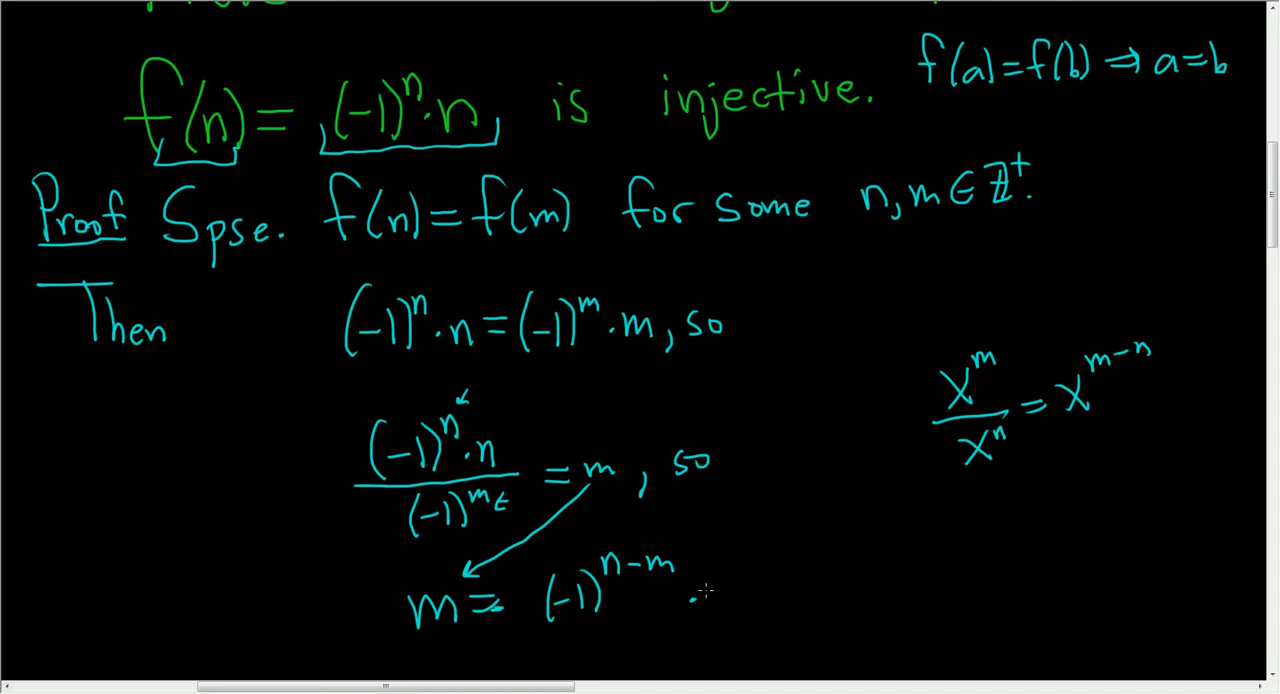 f(a)=f(b) ⇒ a=b
f(n) = (-1)^n · n is injective.
Proof Spse. f(n)=f(m) for some n,m ∈ ℤ^+.
Then (-1)^n · n = (-1)^m · m, so
x^m / x^n = x^{m-n}
(-1)^n · n / (-1)^m = m, so
m = (-1)^{n-m} ·